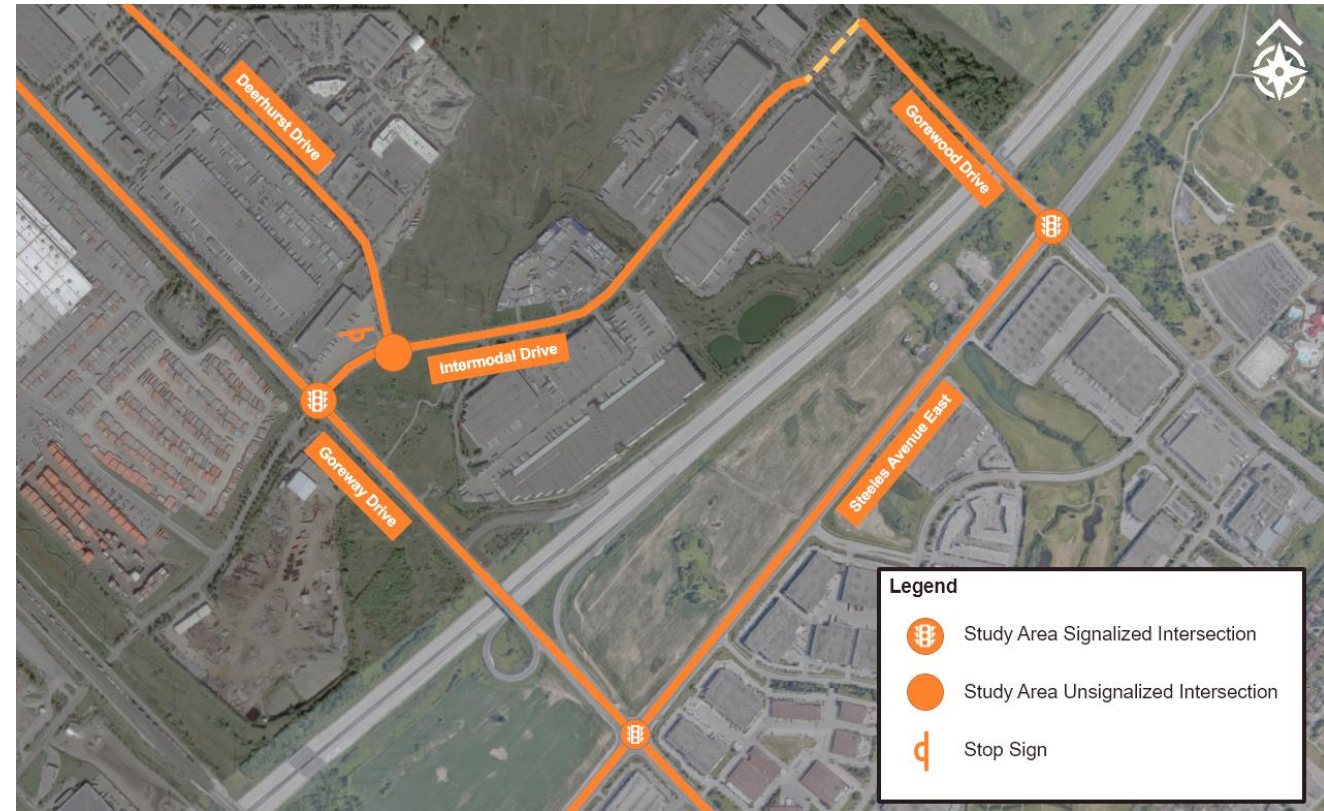 Deerhurst Drive
Gorewood Drive
Intermodal Drive
Goreway Drive
Steeles Avenue East
Legend
Study Area Signalized Intersection
Study Area Unsignalized Intersection
Stop Sign